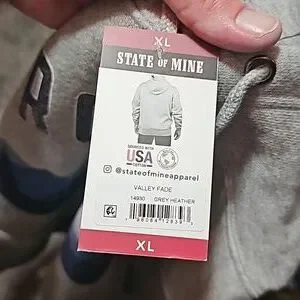 XL
STATE OF MINE
SOURCED WITH
USA
COTTON
@stateofmineapparel
VALLEY FADE
14930 GREY HEATHER
XL